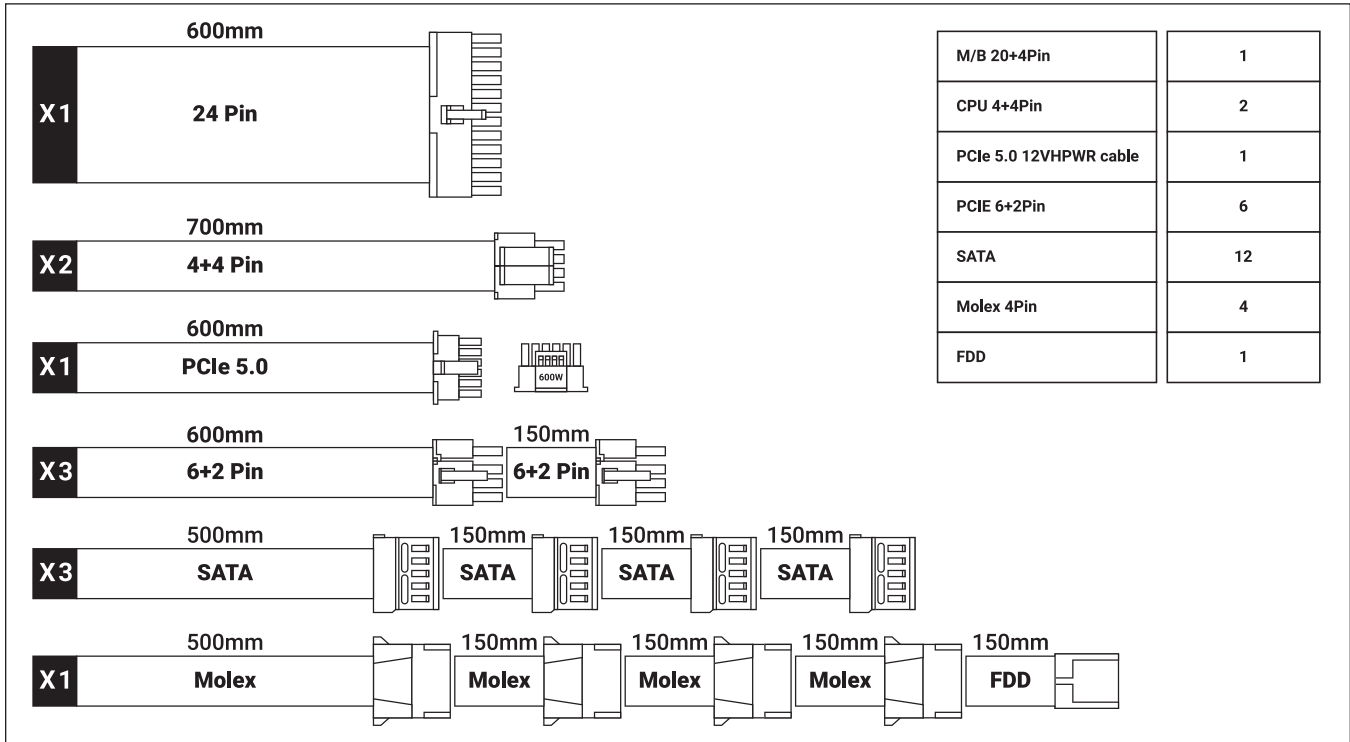 600mm
X1 24 Pin
700mm
X2 4+4 Pin
600mm
X1 PCIe 5.0 600W
600mm 150mm
X3 6+2 Pin 6+2 Pin
500mm 150mm 150mm 150mm
X3 SATA SATA SATA SATA
500mm 150mm 150mm 150mm 150mm
X1 Molex Molex Molex Molex FDD
M/B 20+4Pin 1
CPU 4+4Pin 2
PCIe 5.0 12VHPWR cable 1
PCIE 6+2Pin 6
SATA 12
Molex 4Pin 4
FDD 1